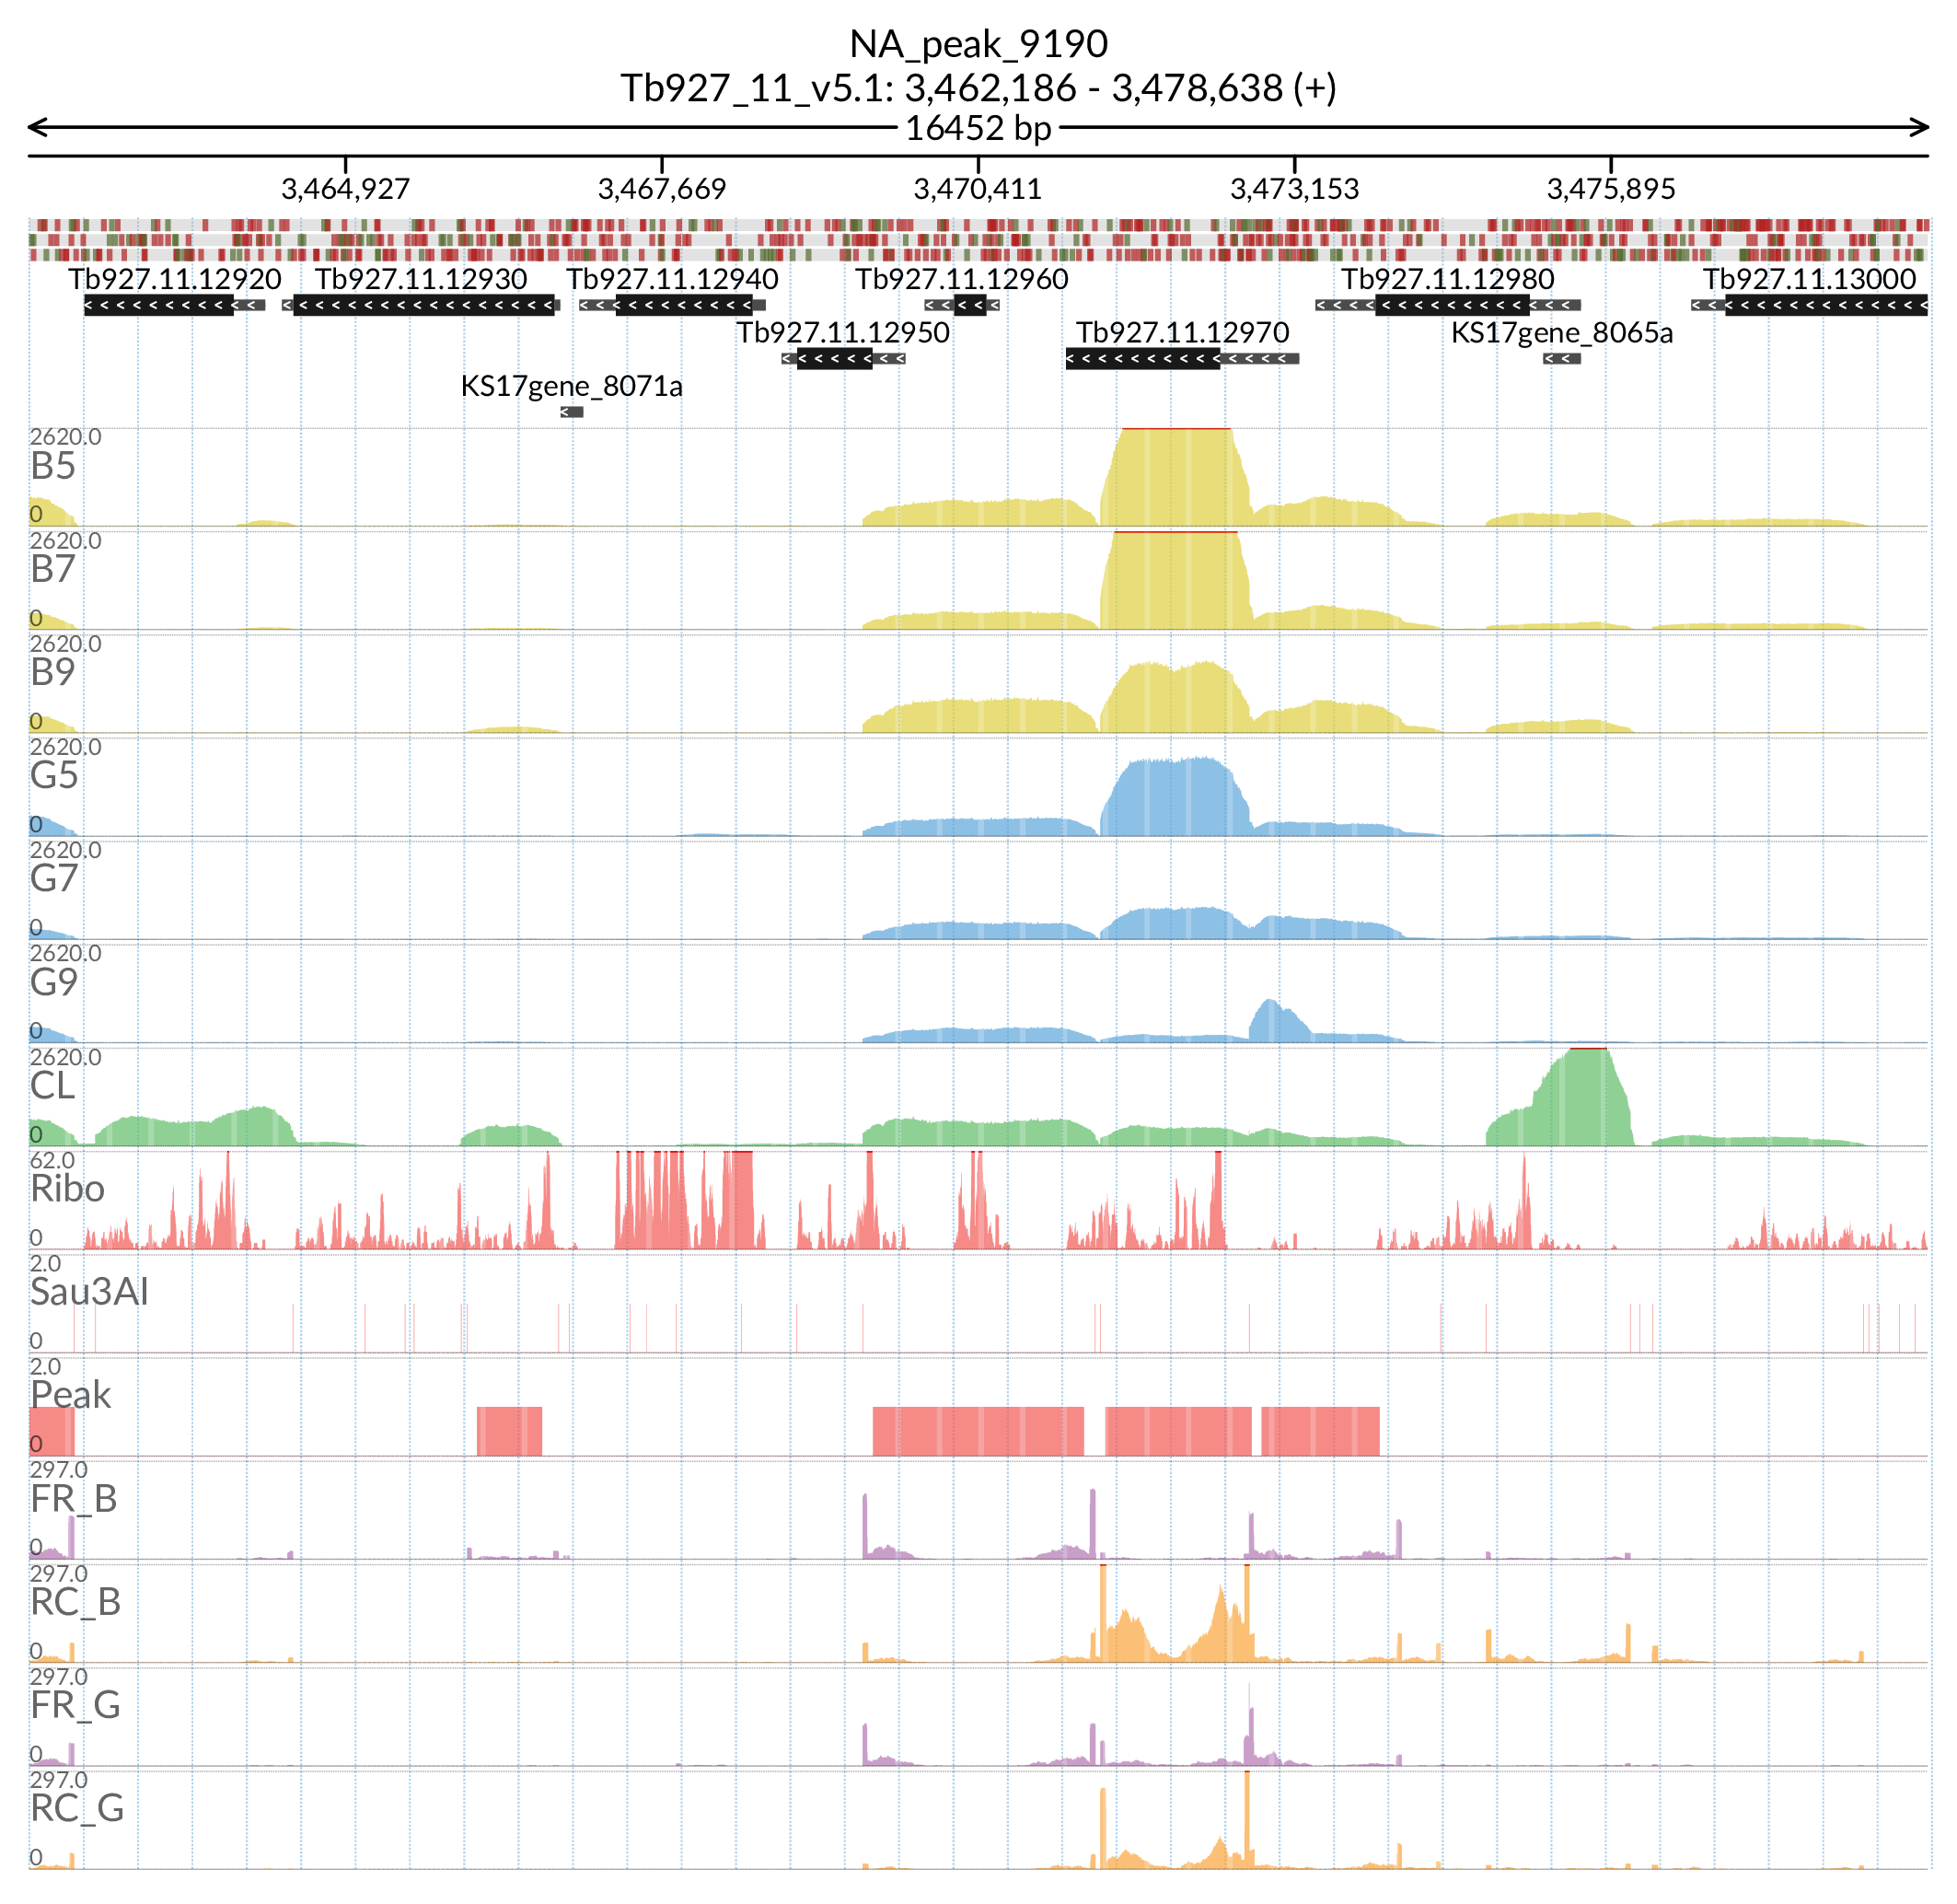 NA_peak_9190
Tb927_11_v5.1: 3,462,186 - 3,478,638 (+)
16452 bp
3,464,927 3,467,669 3,470,411 3,473,153 3,475,895
Tb927.11.12920 Tb927.11.12930 Tb927.11.12940 Tb927.11.12960 Tb927.11.12980 Tb927.11.13000
Tb927.11.12950 Tb927.11.12970 KS17gene_8065a
KS17gene_8071a
2620.0
B5
0
2620.0
B7
0
2620.0
B9
0
2620.0
G5
0
2620.0
G7
0
2620.0
G9
0
2620.0
CL
0
62.0
Ribo
0
2.0
Sau3AI
0
2.0
Peak
0
297.0
FR_B
0
297.0
RC_B
0
297.0
FR_G
0
297.0
RC_G
0